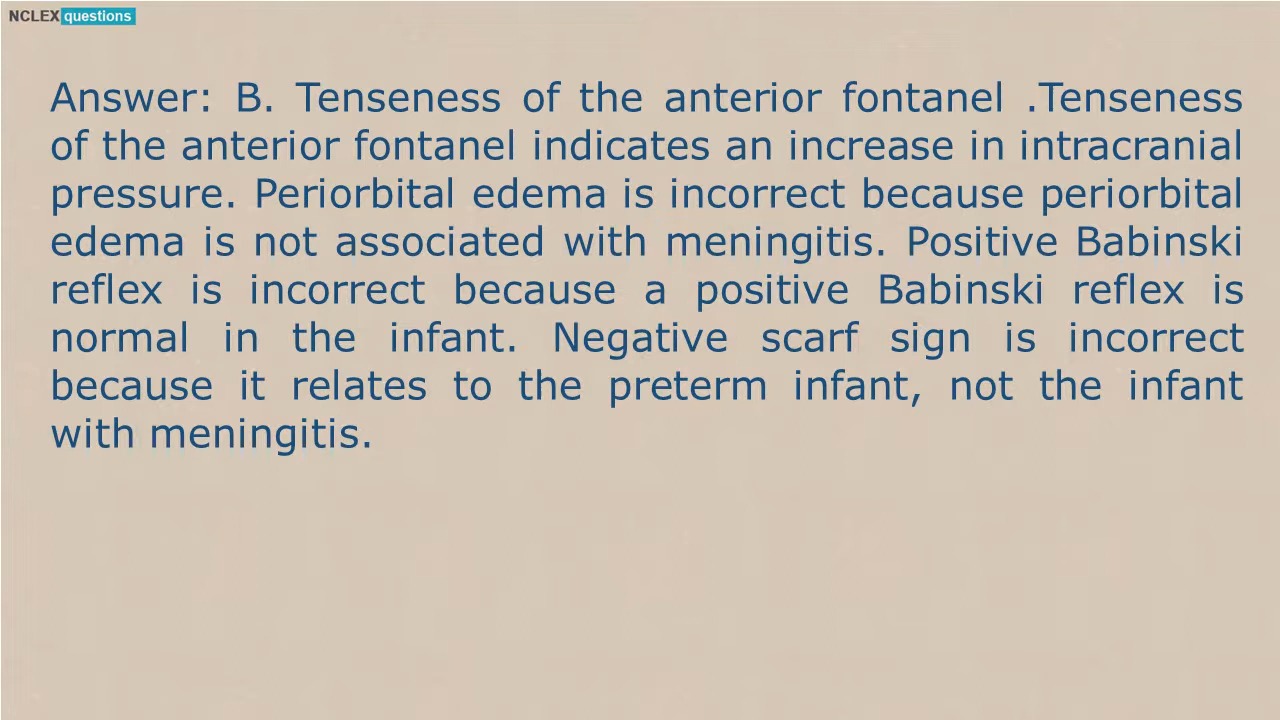 NCLEX questions
Answer: B. Tenseness of the anterior fontanel .Tenseness
of the anterior fontanel indicates an increase in intracranial
pressure. Periorbital edema is incorrect because periorbital
edema is not associated with meningitis. Positive Babinski
reflex is incorrect because a positive Babinski reflex is
normal in the infant. Negative scarf sign is incorrect
because it relates to the preterm infant, not the infant
with meningitis.